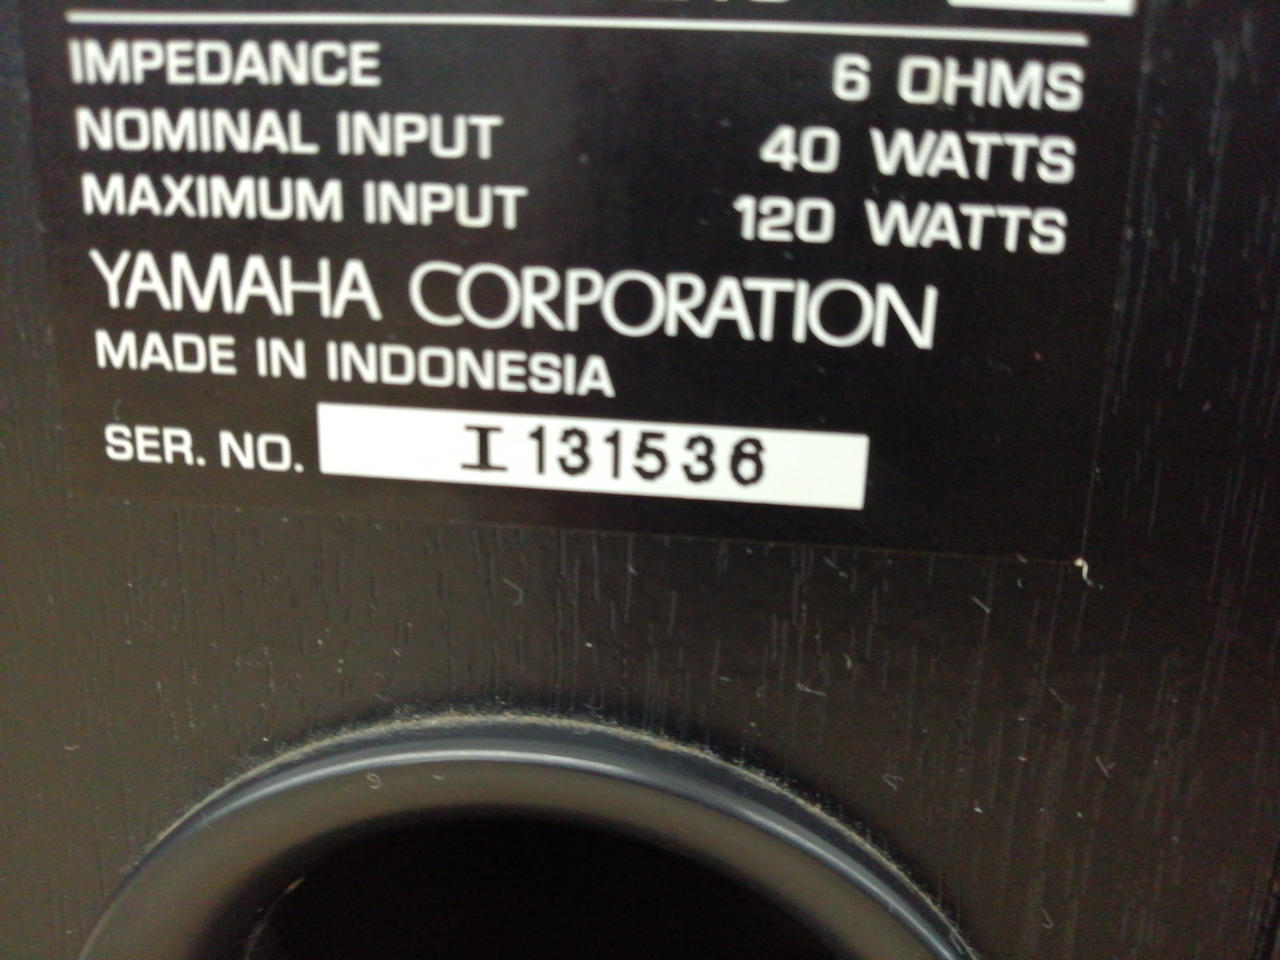 IMPEDANCE 6 OHMS
NOMINAL INPUT 40 WATTS
MAXIMUM INPUT 120 WATTS
YAMAHA CORPORATION
MADE IN INDONESIA
SER. NO. I 131536